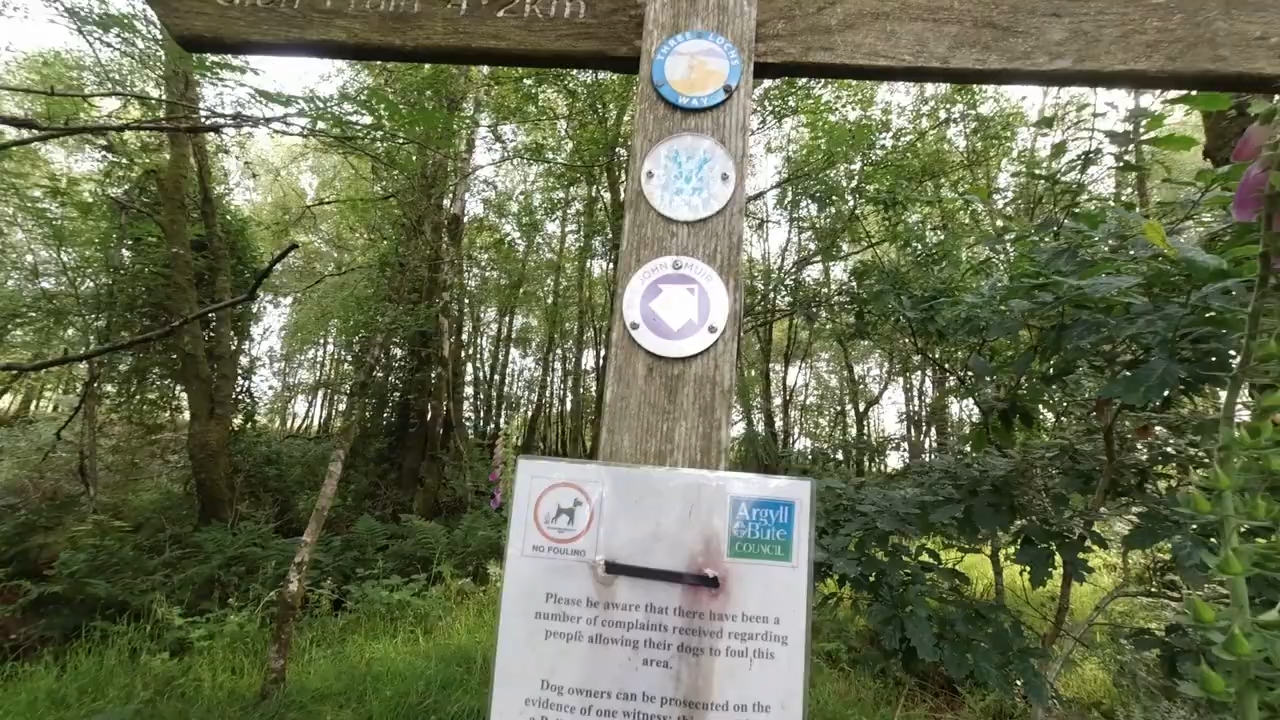 Glen Fruin 4.2km
THREE LOCHS
WAY
JOHN MUIR
NO FOULING
Argyll
&Bute
COUNCIL
Please be aware that there have been a
number of complaints received regarding
people allowing their dogs to foul this
area.
Dog owners can be prosecuted on the
evidence of one witness;